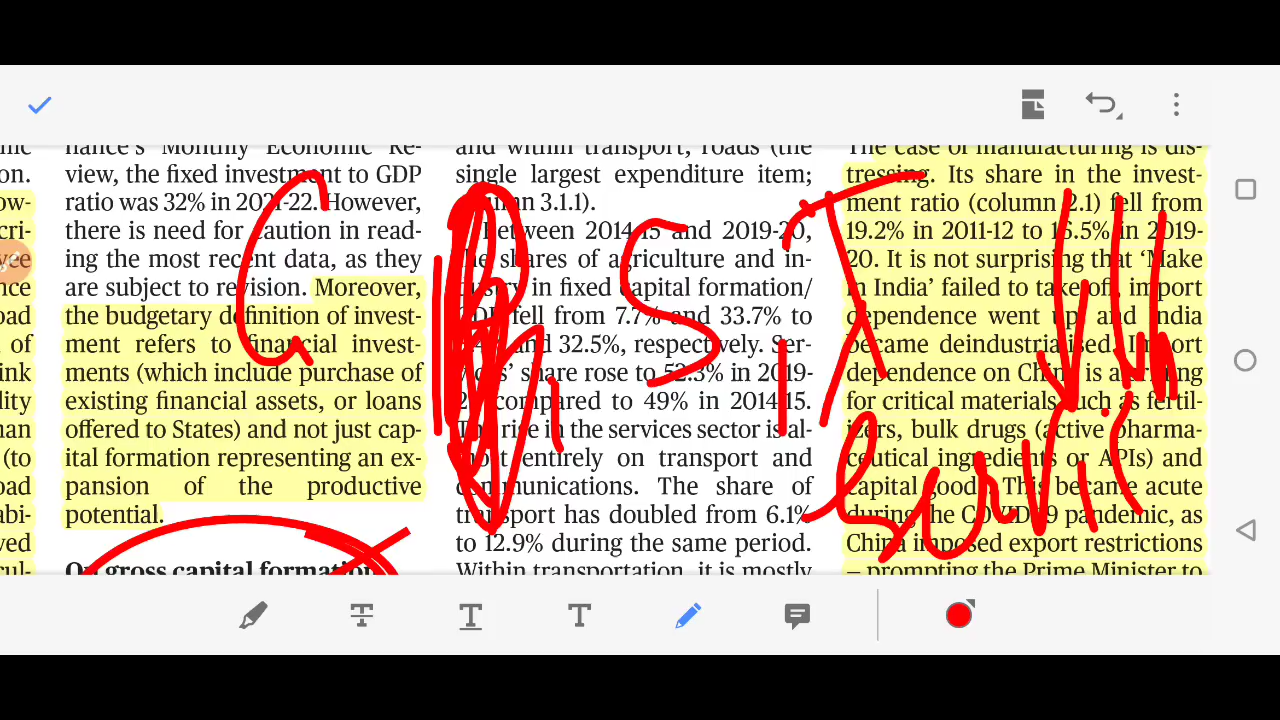 nance's Monthly Economic Re-
view, the fixed investment to GDP
ratio was 32% in 2021-22. However,
there is need for caution in read-
ing the most recent data, as they
are subject to revision. Moreover,
the budgetary definition of invest-
ment refers to financial invest-
ments (which include purchase of
existing financial assets, or loans
offered to States) and not just cap-
ital formation representing an ex-
pansion of the productive
potential.
On gross capital formation
and within transport, roads (the
single largest expenditure item;
column 3.1.1).
Between 2014-15 and 2019-20,
the shares of agriculture and in-
dustry in fixed capital formation/
GDP fell from 7.7% and 33.7% to
and 32.5%, respectively. Ser-
vices' share rose to 52.3% in 2019-
20 compared to 49% in 2014-15.
The rise in the services sector is al-
most entirely on transport and
communications. The share of
transport has doubled from 6.1%
to 12.9% during the same period.
Within transportation, it is mostly
The case of manufacturing is dis-
tressing. Its share in the invest-
ment ratio (column 2.1) fell from
19.2% in 2011-12 to 16.5% in 2019-
20. It is not surprising that 'Make
in India' failed to take off, import
dependence went up, and India
became deindustrialised. Import
dependence on China is alarming
for critical materials such as fertil-
izers, bulk drugs (active pharma-
ceutical ingredients or APIs) and
capital goods. This became acute
during the COVID-19 pandemic, as
China imposed export restrictions
– prompting the Prime Minister to